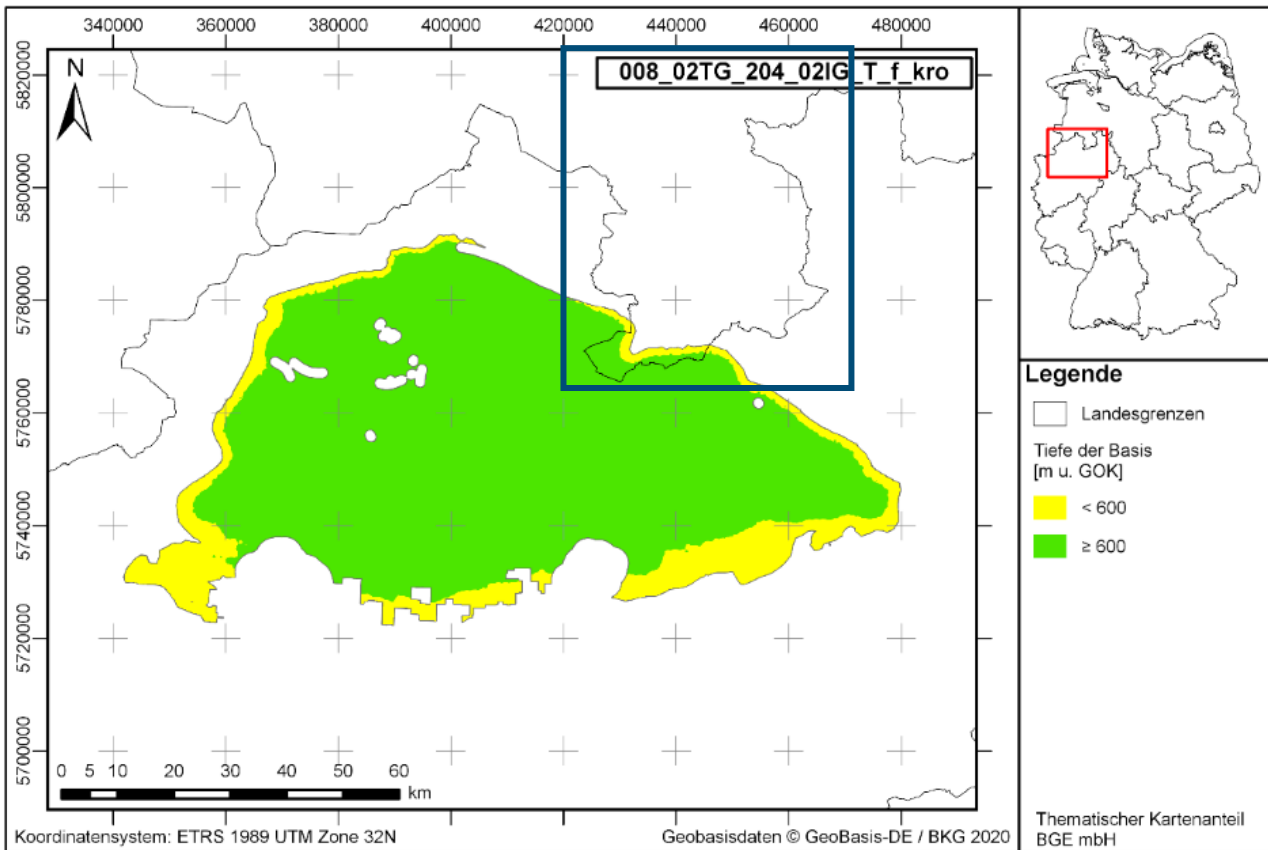 340000 360000 380000 400000 420000 440000 460000 480000
N
008_02TG_204_02IG_T_f_kro
5820000
5800000
5780000
5760000
5740000
5720000
5700000
0 5 10 20 30 40 50 60
km
Koordinatensystem: ETRS 1989 UTM Zone 32N
Geobasisdaten © GeoBasis-DE / BKG 2020
Legende
Landesgrenzen
Tiefe der Basis
[m u. GOK]
< 600
≥ 600
Thematischer Kartenanteil
BGE mbH